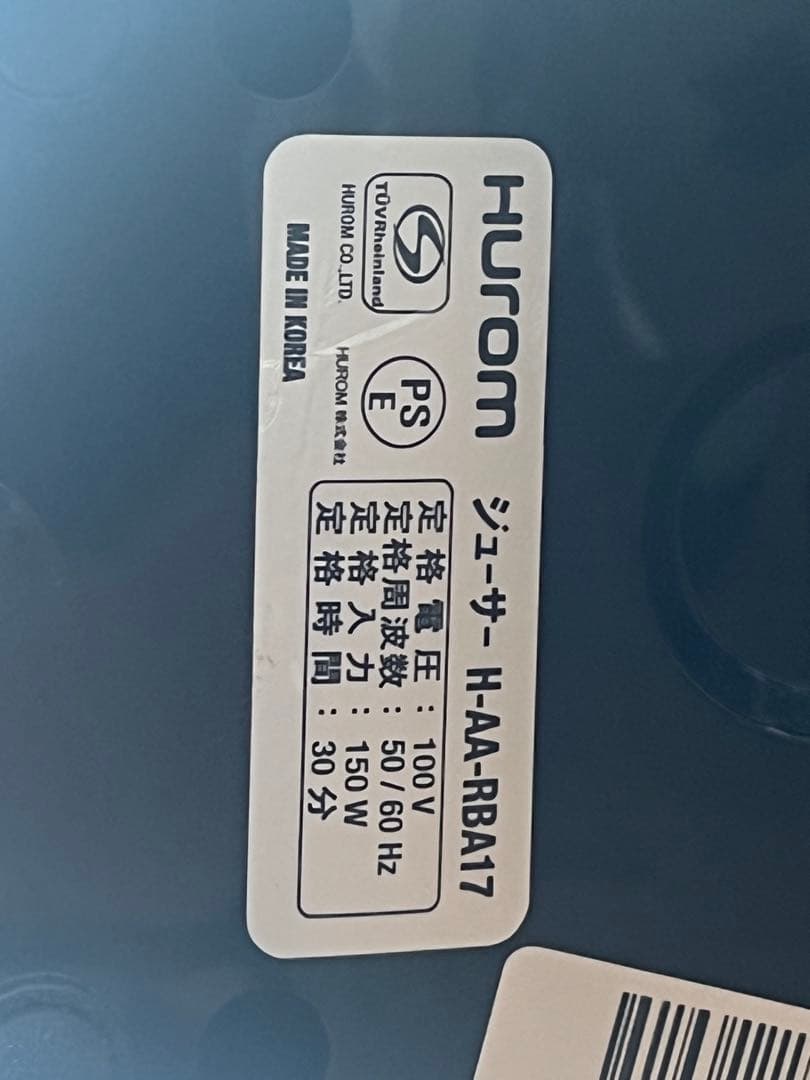 HUROM ジューサー H-AA-RBA17
TÜVRheinland
HUROM CO.,LTD.
PS
E
HUROM 株式会社
MADE IN KOREA
定格電圧 : 100 V
定格周波数 : 50 / 60 Hz
定格入力 : 150 W
定格時間 : 30 分